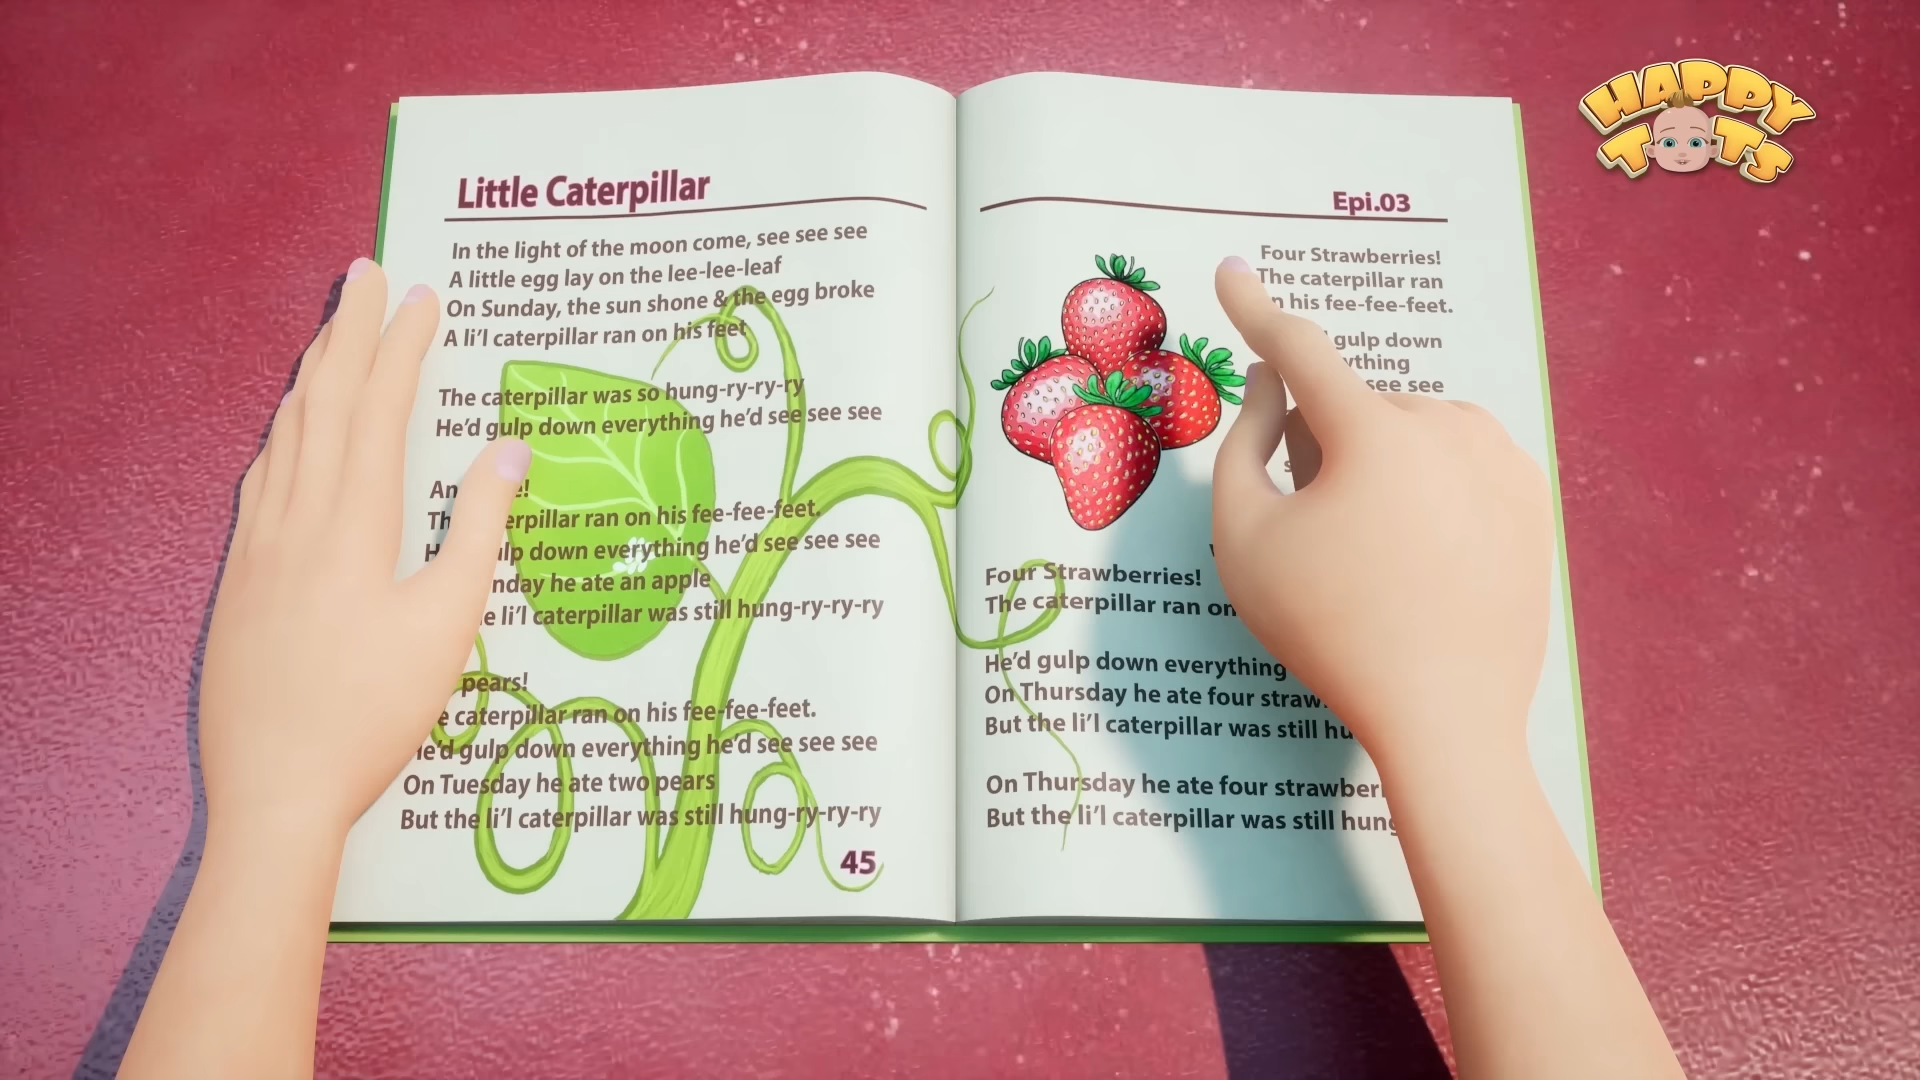 Little Caterpillar
In the light of the moon come, see see see
A little egg lay on the lee-lee-leaf
On Sunday, the sun shone & the egg broke
A li'l caterpillar ran on his feet
The caterpillar was so hung-ry-ry-ry
He'd gulp down everything he'd see see see
ran on his fee-fee-feet.
down everything he'd see see see
he ate an apple
li'l caterpillar was still hung-ry-ry-ry
pears!
caterpillar ran on his fee-fee-feet.
He'd gulp down everything he'd see see see
On Tuesday he ate two pears
But the li'l caterpillar was still hung-ry-ry-ry
45
Epi.03
Four Strawberries!
The caterpillar ran
his fee-fee-feet.
gulp down
see see
Four Strawberries!
The caterpillar ran on
He'd gulp down everything
On Thursday he ate four
But the li'l caterpillar was still
On Thursday he ate four
But the li'l caterpillar was still
HAPPY
TOTS